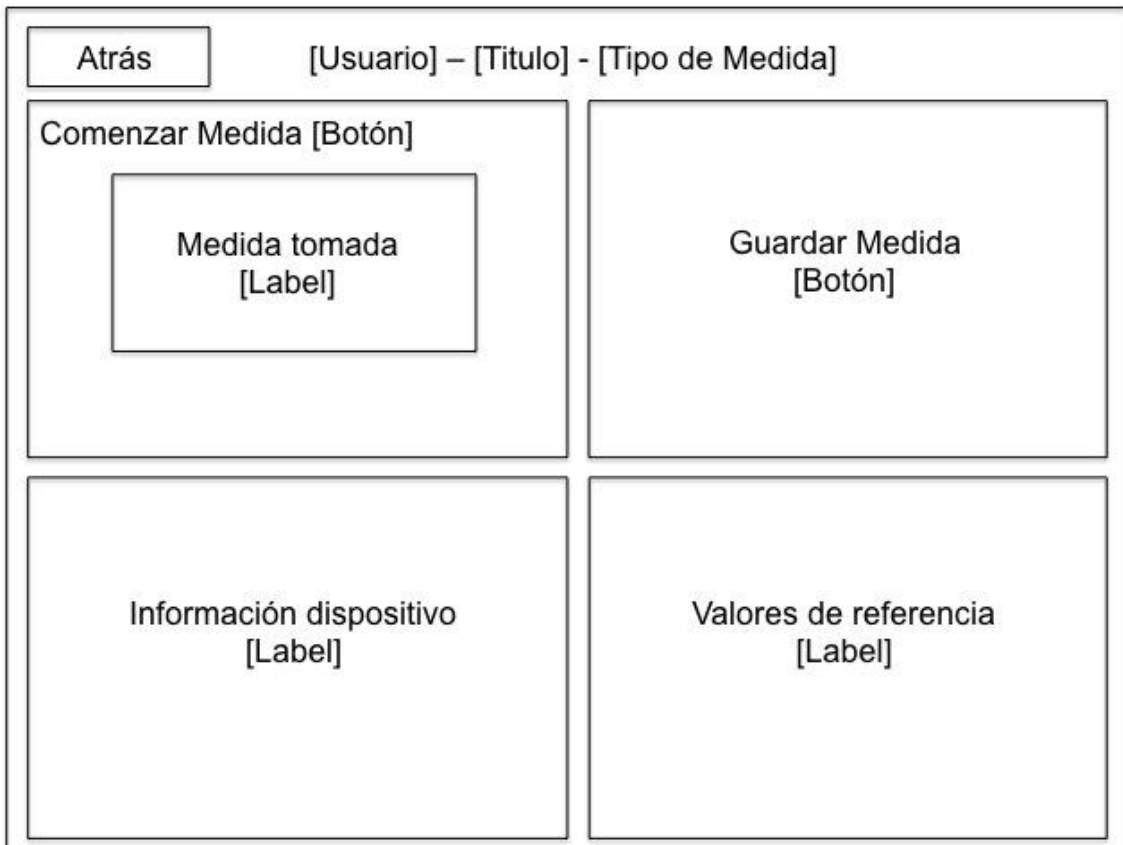 Atrás
[Usuario] – [Titulo] - [Tipo de Medida]
Comenzar Medida [Botón]
Medida tomada
[Label]
Guardar Medida
[Botón]
Información dispositivo
[Label]
Valores de referencia
[Label]